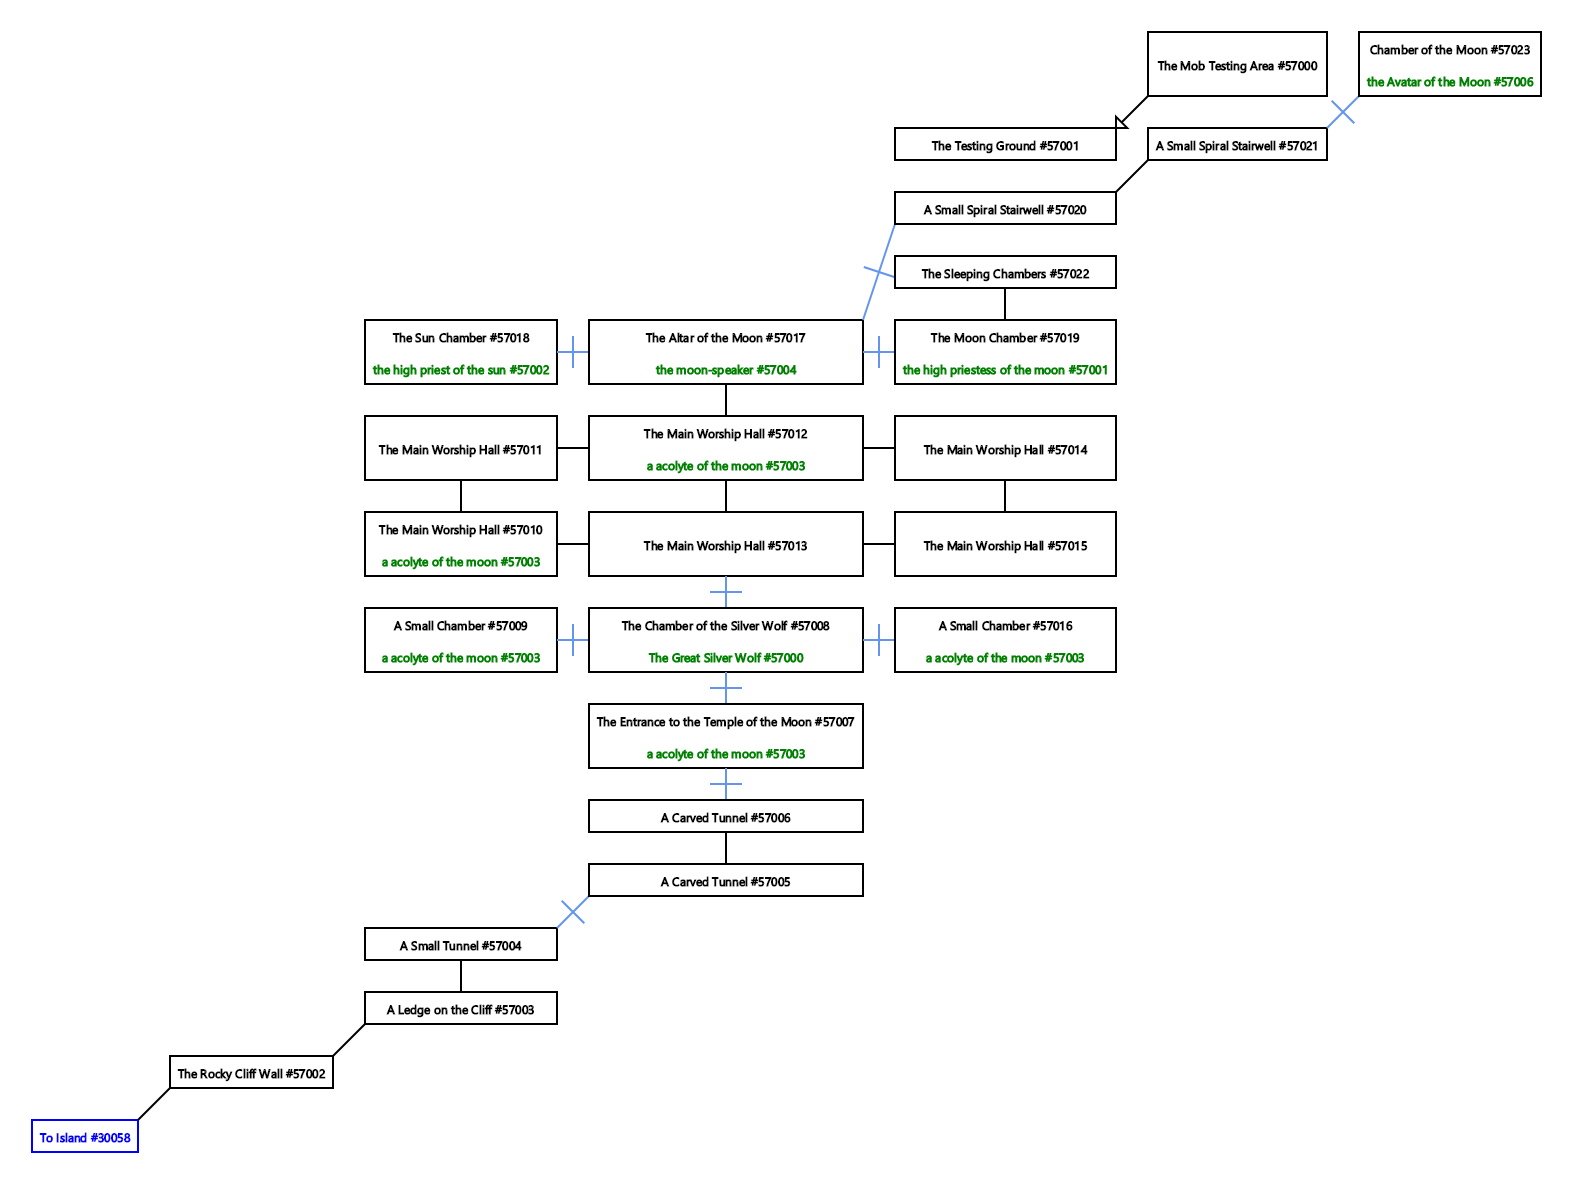 The Mob Testing Area #57000
Chamber of the Moon #57023
the Avatar of the Moon #57006
The Testing Ground #57001
A Small Spiral Stairwell #57021
A Small Spiral Stairwell #57020
The Sleeping Chambers #57022
The Sun Chamber #57018
the high priest of the sun #57002
The Altar of the Moon #57017
the moon-speaker #57004
The Moon Chamber #57019
the high priestess of the moon #57001
The Main Worship Hall #57011
The Main Worship Hall #57012
a acolyte of the moon #57003
The Main Worship Hall #57014
The Main Worship Hall #57010
a acolyte of the moon #57003
The Main Worship Hall #57013
The Main Worship Hall #57015
A Small Chamber #57009
a acolyte of the moon #57003
The Chamber of the Silver Wolf #57008
The Great Silver Wolf #57000
A Small Chamber #57016
a acolyte of the moon #57003
The Entrance to the Temple of the Moon #57007
a acolyte of the moon #57003
A Carved Tunnel #57006
A Carved Tunnel #57005
A Small Tunnel #57004
A Ledge on the Cliff #57003
The Rocky Cliff Wall #57002
To Island #30058